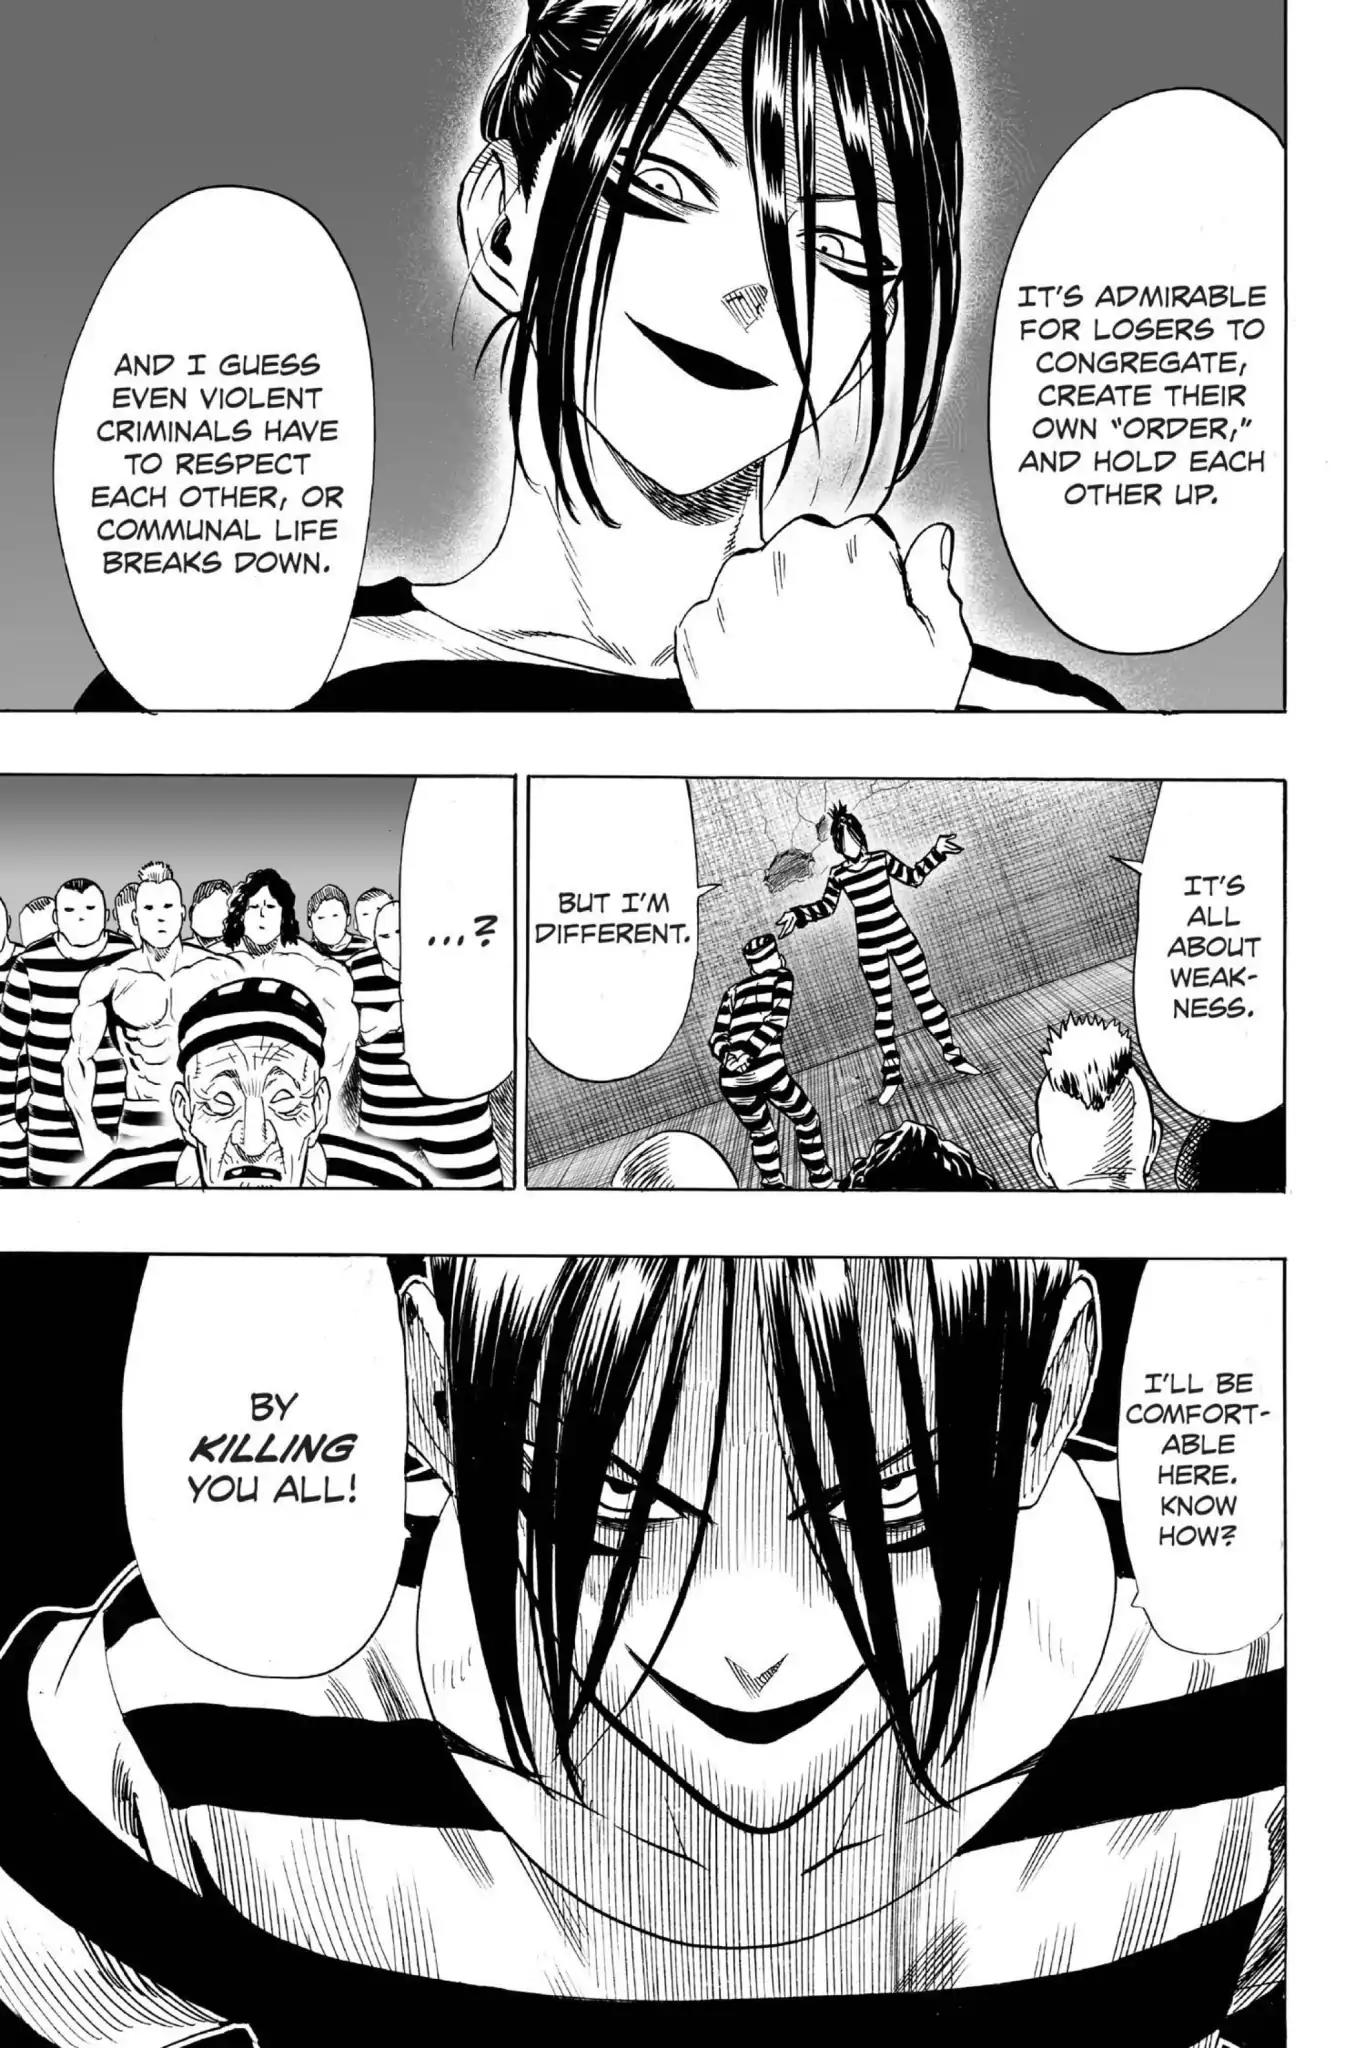 IT'S ADMIRABLE
FOR LOSERS TO
CONGREGATE,
CREATE THEIR
OWN "ORDER,"
AND HOLD EACH
OTHER UP.
AND I GUESS
EVEN VIOLENT
CRIMINALS HAVE
TO RESPECT
EACH OTHER, OR
COMMUNAL LIFE
BREAKS DOWN.
IT'S
ALL
ABOUT
WEAK-
NESS.
BUT I'M
DIFFERENT.
...?
I'LL BE
COMFORT-
ABLE
HERE.
KNOW
HOW?
BY
KILLING
YOU ALL!